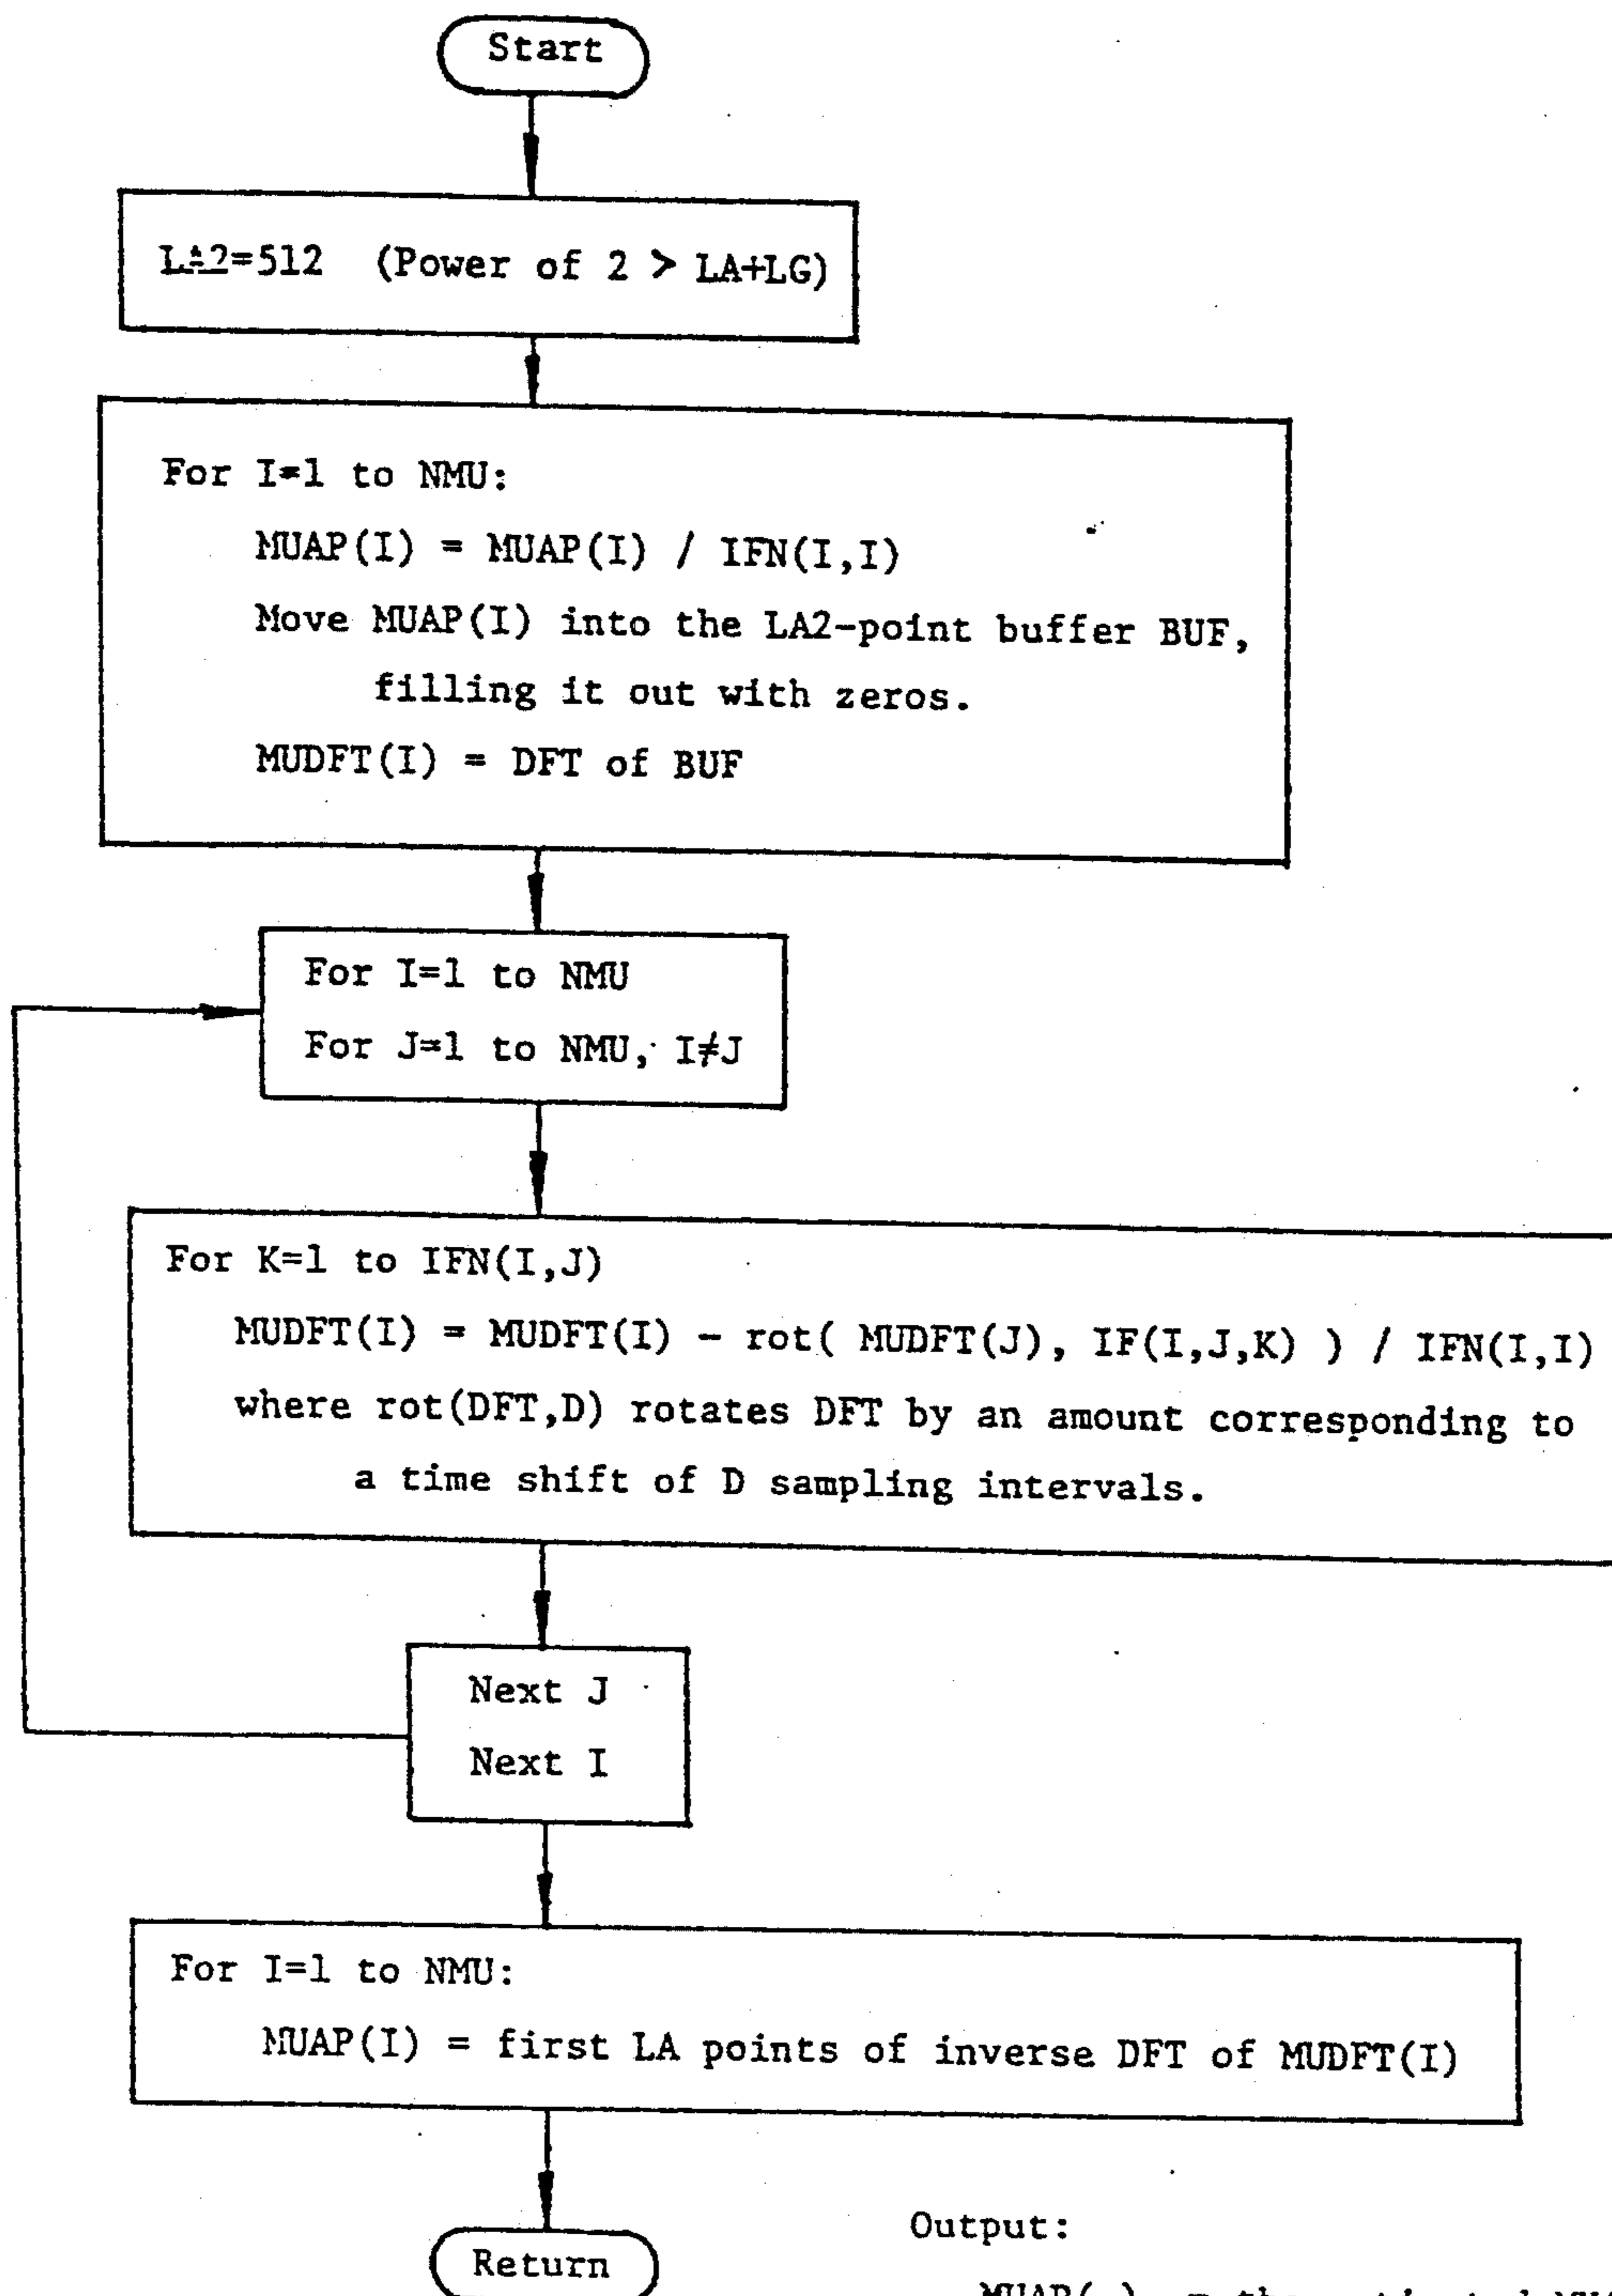 Start
LA2=512 (Power of 2 > LA+LG)
For I=1 to NMU:
MUAP(I) = MUAP(I) / IFN(I,I)
Move MUAP(I) into the LA2-point buffer BUF,
filling it out with zeros.
MUDFT(I) = DFT of BUF
For I=1 to NMU
For J=1 to NMU, I≠J
For K=1 to IFN(I,J)
MUDFT(I) = MUDFT(I) - rot( MUDFT(J), IF(I,J,K) ) / IFN(I,I)
where rot(DFT,D) rotates DFT by an amount corresponding to
a time shift of D sampling intervals.
Next J
Next I
For I=1 to NMU:
MUAP(I) = first LA points of inverse DFT of MUDFT(I)
Return
Output: